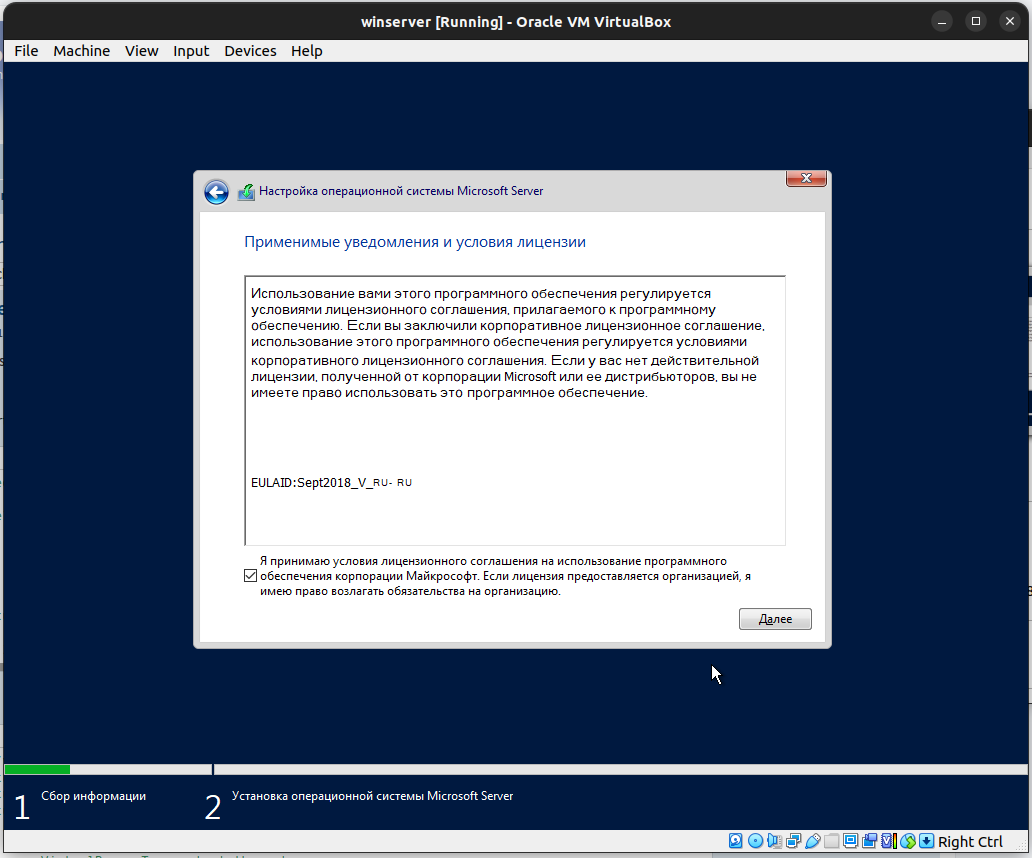 winserver [Running] - Oracle VM VirtualBox
File Machine View Input Devices Help
Настройка операционной системы Microsoft Server
Применимые уведомления и условия лицензии
Использование вами этого программного обеспечения регулируется
условиями лицензионного соглашения, прилагаемого к программному
обеспечению. Если вы заключили корпоративное лицензионное соглашение,
использование этого программного обеспечения регулируется условиями
корпоративного лицензионного соглашения. Если у вас нет действительной
лицензии, полученной от корпорации Microsoft или ее дистрибьюторов, вы не
имеете право использовать это программное обеспечение.
EULAID:Sept2018_V_RU- RU
Я принимаю условия лицензионного соглашения на использование программного
обеспечения корпорации Майкрософт. Если лицензия предоставляется организацией, я
имею право возлагать обязательства на организацию.
Далее
1 Сбор информации 2 Установка операционной системы Microsoft Server
Right Ctrl